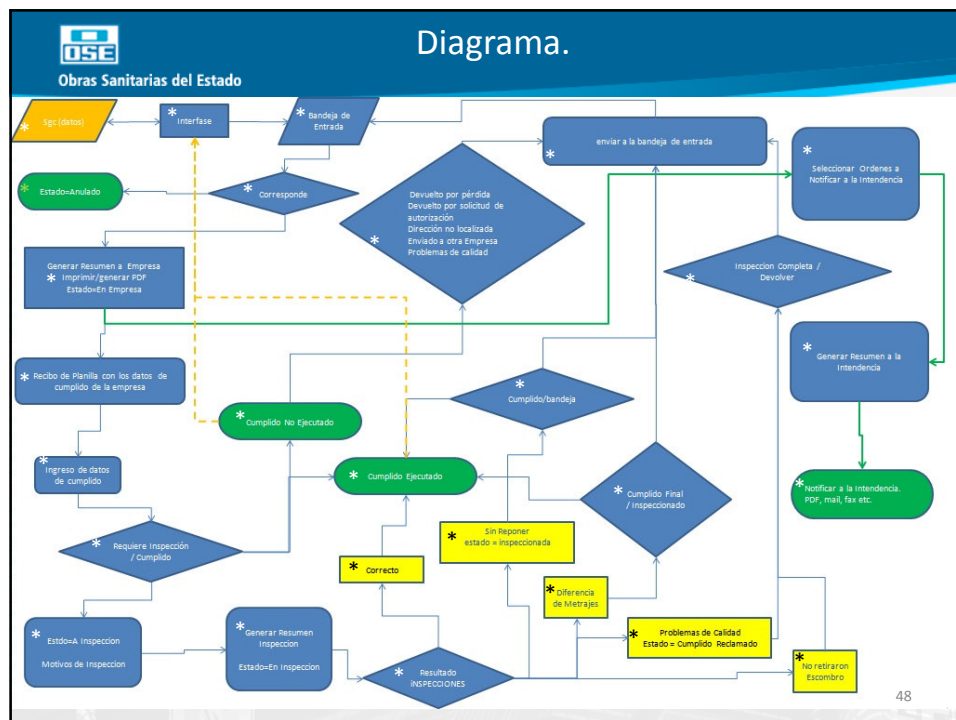 OSE
Obras Sanitarias del Estado
Diagrama.
* Sgc (datos)
* Interfase
* Bandeja de
Entrada
* enviar a la bandeja de entrada
* Seleccionar Ordenes a
Notificar a la Intendencia
* Estado=Anulado
* Corresponde
Devuelto por pérdida
Devuelto por solicitud de
autorización
Dirección no localizada
* Enviado a otra Empresa
Problemas de calidad
Generar Resumen a Empresa
* Imprimir/generar PDF
Estado=En Empresa
* Inspeccion Completa /
Devolver
* Generar Resumen a la
Intendencia
* Recibo de Planilla con los datos de
cumplido de la empresa
* Cumplido/bandeja
* Cumplido No Ejecutado
* Ingreso de datos
de cumplido
* Cumplido Ejecutado
* Cumplido Final
/ Inspeccionado
* Notificar a la Intendencia.
PDF, mail, fax etc.
* Requiere Inspección
/ Cumplido
* Sin Reponer
estado = inspeccionada
* Correcto
* Diferencia
de Metrajes
* Estdo=A Inspeccion
Motivos de Inspeccion
* Generar Resumen
Inspeccion
Estado=En Inspeccion
* Resultado
iNSPECCIONES
* Problemas de Calidad
Estado = Cumplido Reclamado
* No retiraron
Escombro
48